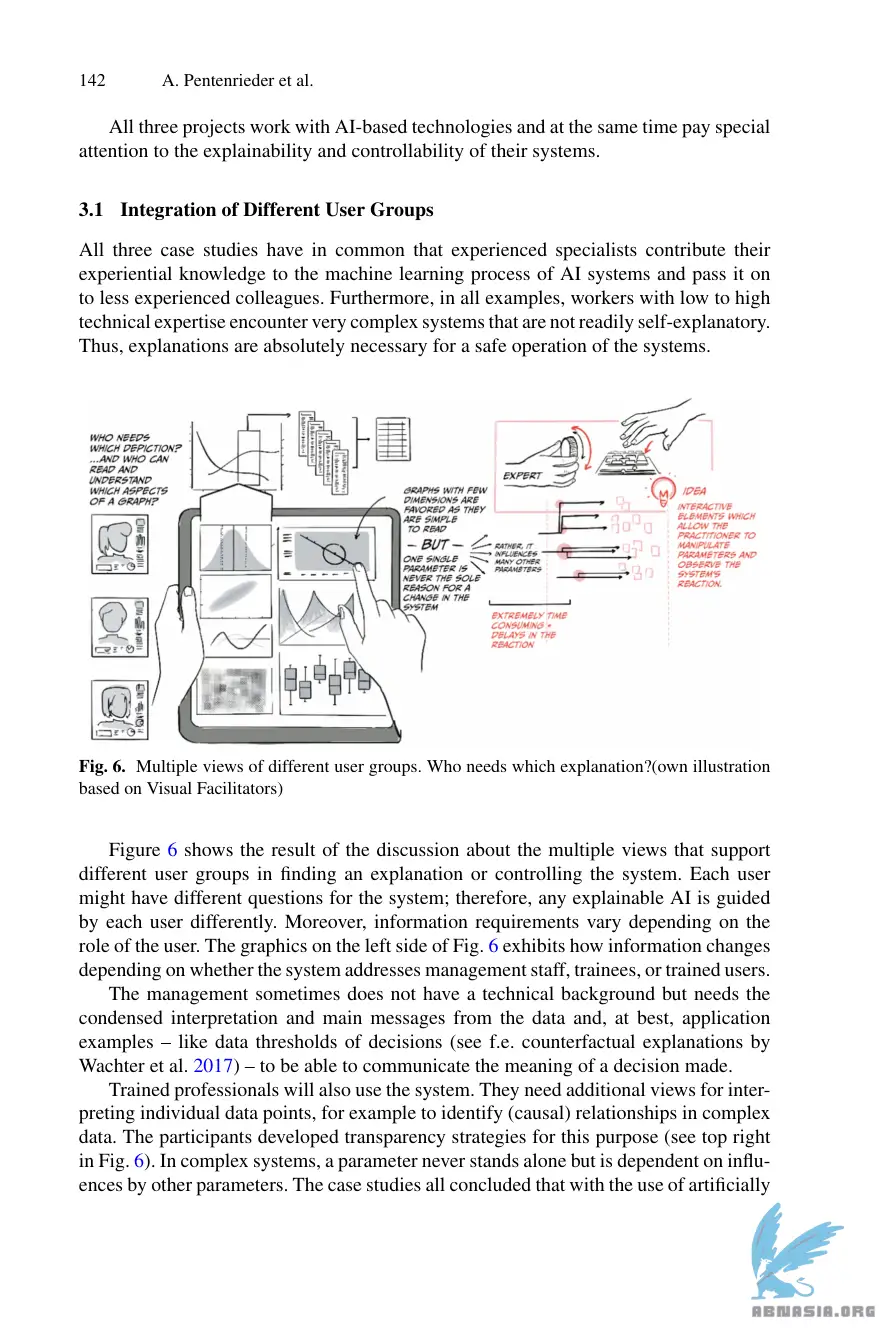 142 A. Pentenrieder et al.
All three projects work with AI-based technologies and at the same time pay special
attention to the explainability and controllability of their systems.
3.1 Integration of Different User Groups
All three case studies have in common that experienced specialists contribute their
experiential knowledge to the machine learning process of AI systems and pass it on
to less experienced colleagues. Furthermore, in all examples, workers with low to high
technical expertise encounter very complex systems that are not readily self-explanatory.
Thus, explanations are absolutely necessary for a safe operation of the systems.
WHO NEEDS
WHICH DEPICTION?
...AND WHO CAN
READ AND
UNDERSTAND
WHICH ASPECTS
OF A GRAPH?
GRAPHS WITH FEW
DIMENSIONS ARE
FAVORED AS THEY
ARE SIMPLE
TO READ
— BUT —
ONE SINGLE
PARAMETER IS
NEVER THE SOLE
REASON FOR A
CHANGE IN THE
SYSTEM
RATHER, IT
INFLUENCES
MANY OTHER
PARAMETERS
EXPERT
EXTREMELY TIME
CONSUMING +
DELAYS IN THE
REACTION
IDEA
INTERACTIVE
ELEMENTS WHICH
ALLOW THE
PRACTITIONER TO
MANIPULATE
PARAMETERS AND
OBSERVE THE
SYSTEM'S
REACTION.
Fig. 6. Multiple views of different user groups. Who needs which explanation?(own illustration
based on Visual Facilitators)
Figure 6 shows the result of the discussion about the multiple views that support
different user groups in finding an explanation or controlling the system. Each user
might have different questions for the system; therefore, any explainable AI is guided
by each user differently. Moreover, information requirements vary depending on the
role of the user. The graphics on the left side of Fig. 6 exhibits how information changes
depending on whether the system addresses management staff, trainees, or trained users.
The management sometimes does not have a technical background but needs the
condensed interpretation and main messages from the data and, at best, application
examples – like data thresholds of decisions (see f.e. counterfactual explanations by
Wachter et al. 2017) – to be able to communicate the meaning of a decision made.
Trained professionals will also use the system. They need additional views for inter-
preting individual data points, for example to identify (causal) relationships in complex
data. The participants developed transparency strategies for this purpose (see top right
in Fig. 6). In complex systems, a parameter never stands alone but is dependent on influ-
ences by other parameters. The case studies all concluded that with the use of artificially
ABNASIA.ORG